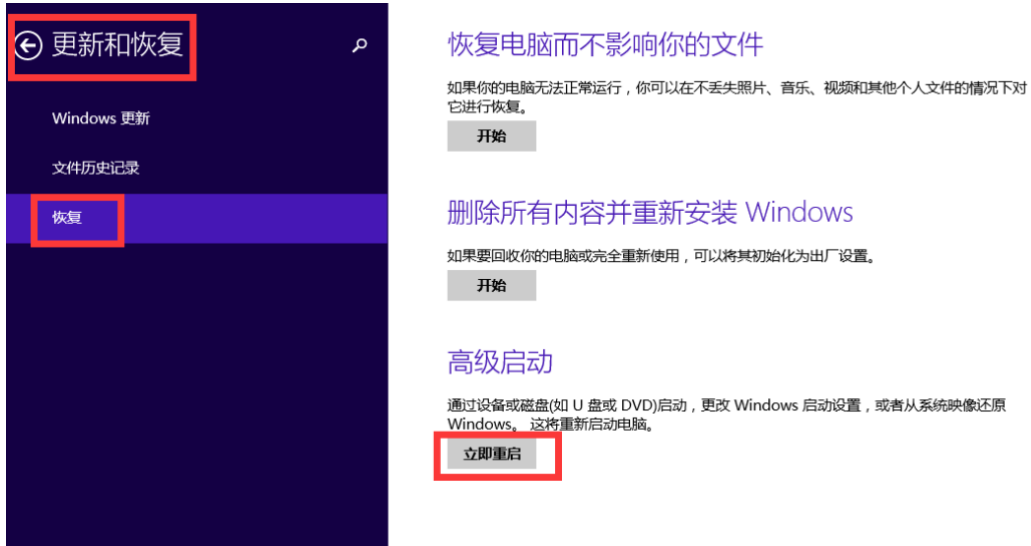 更新和恢复
Windows 更新
文件历史记录
恢复
恢复电脑而不影响你的文件
如果你的电脑无法正常运行，你可以在不丢失照片、音乐、视频和其他个人文件的情况下对
它进行恢复。
开始
删除所有内容并重新安装 Windows
如果要回收你的电脑或完全重新使用，可以将其初始化为出厂设置。
开始
高级启动
通过设备或磁盘(如 U 盘或 DVD)启动，更改 Windows 启动设置，或者从系统映像还原
Windows。 这将重新启动电脑。
立即重启